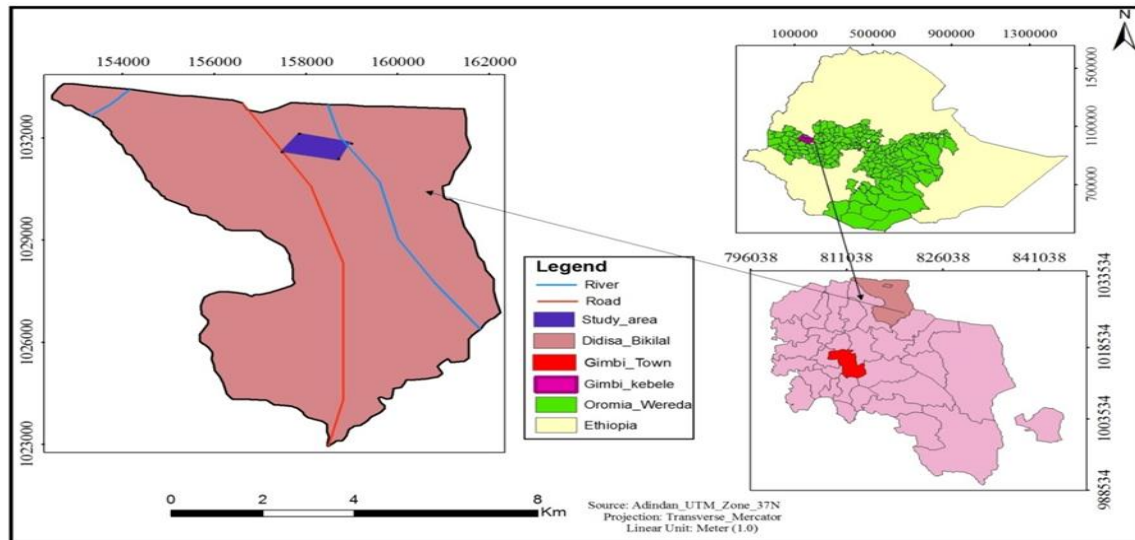 N
154000 156000 158000 160000 162000
1032000
1029000
1026000
1023000
100000 500000 900000 1300000
1500000
1100000
700000
796038 811038 826038 841038
1033534
1018534
1003534
988534
Legend
River
Road
Study_area
Didisa_Bikilal
Gimbi_Town
Gimbi_kebele
Oromia_Wereda
Ethiopia
0 2 4 8
Km
Source: Adindan_UTM_Zone_37N
Projection: Transverse_Mercator
Linear Unit: Meter (1.0)